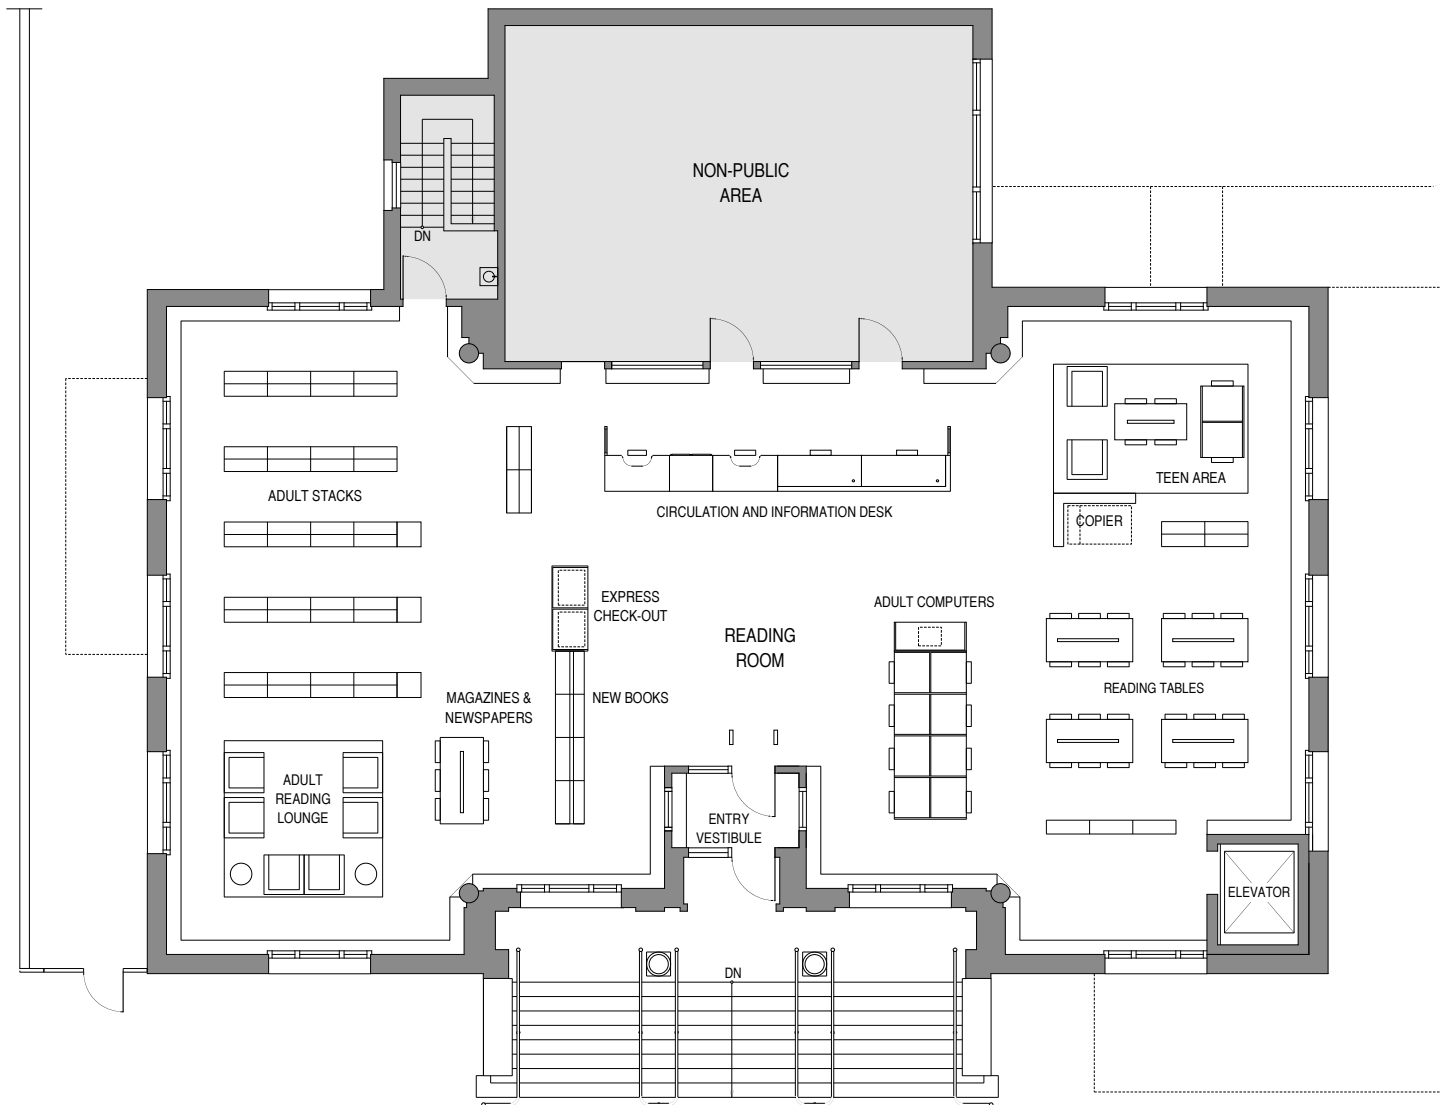 NON-PUBLIC
AREA
DN
ADULT STACKS
TEEN AREA
CIRCULATION AND INFORMATION DESK
COPIER
EXPRESS
CHECK-OUT
ADULT COMPUTERS
READING
ROOM
MAGAZINES &
NEWSPAPERS
NEW BOOKS
READING TABLES
ADULT
READING
LOUNGE
ENTRY
VESTIBULE
ELEVATOR
DN